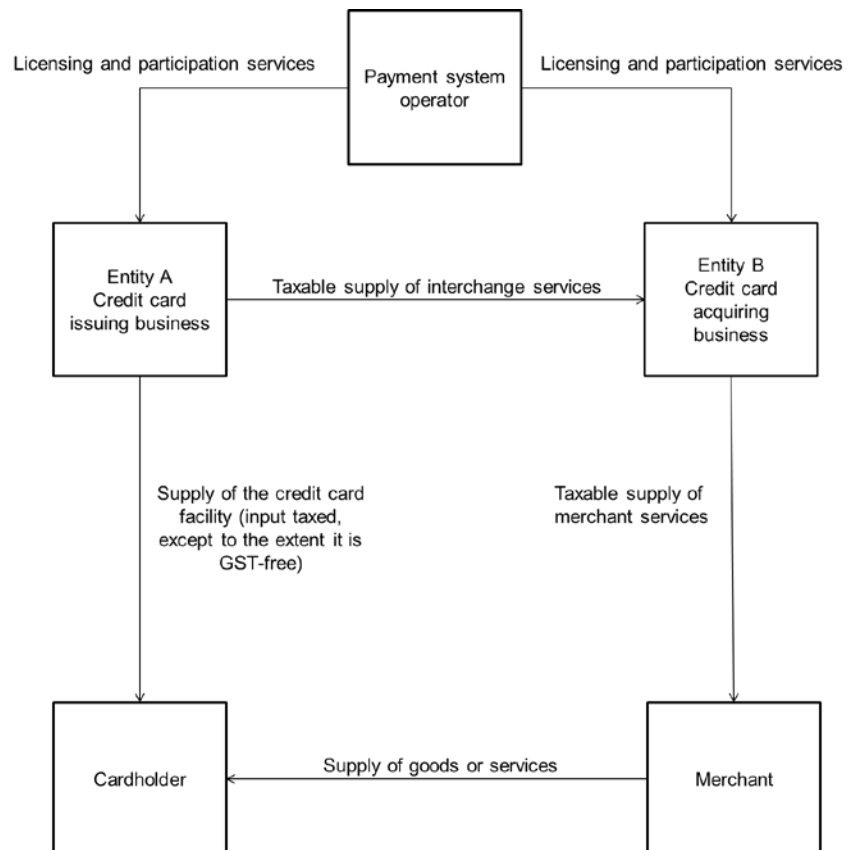 Licensing and participation services
Payment system
operator
Licensing and participation services
Entity A
Credit card
issuing business
Taxable supply of interchange services
Entity B
Credit card
acquiring
business
Supply of the credit card
facility (input taxed,
except to the extent it is
GST-free)
Taxable supply of
merchant services
Cardholder
Supply of goods or services
Merchant